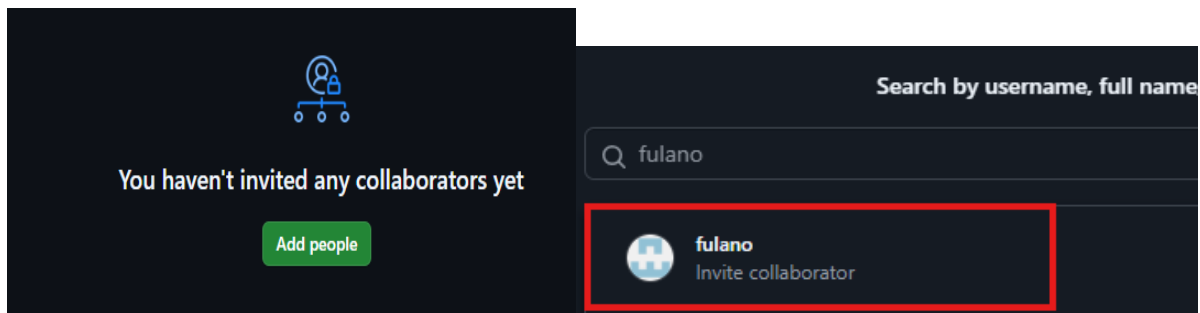 You haven't invited any collaborators yet
Add people
Search by username, full name
fulano
fulano
Invite collaborator